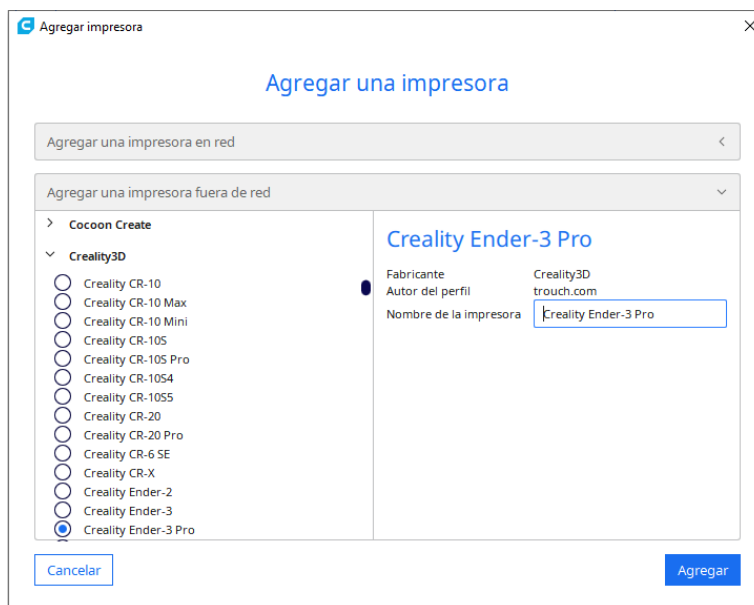 Agregar impresora
Agregar una impresora
Agregar una impresora en red
Agregar una impresora fuera de red
Cocoon Create
Creality3D
Creality CR-10
Creality CR-10 Max
Creality CR-10 Mini
Creality CR-10S
Creality CR-10S Pro
Creality CR-10S4
Creality CR-10S5
Creality CR-20
Creality CR-20 Pro
Creality CR-6 SE
Creality CR-X
Creality Ender-2
Creality Ender-3
Creality Ender-3 Pro
Creality Ender-3 Pro
Fabricante Creality3D
Autor del perfil trouch.com
Nombre de la impresora Creality Ender-3 Pro
Cancelar
Agregar